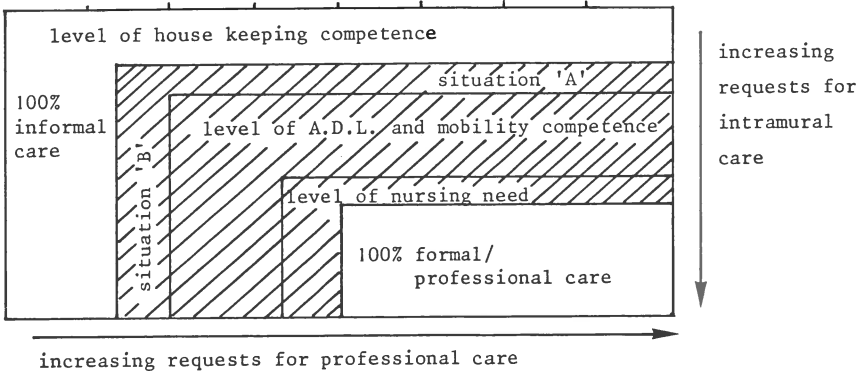 level of house keeping competence
situation 'A'
100%
informal
care
level of A.D.L. and mobility competence
situation 'B'
level of nursing need
100% formal/
professional care
increasing
requests for
intramural
care
increasing requests for professional care